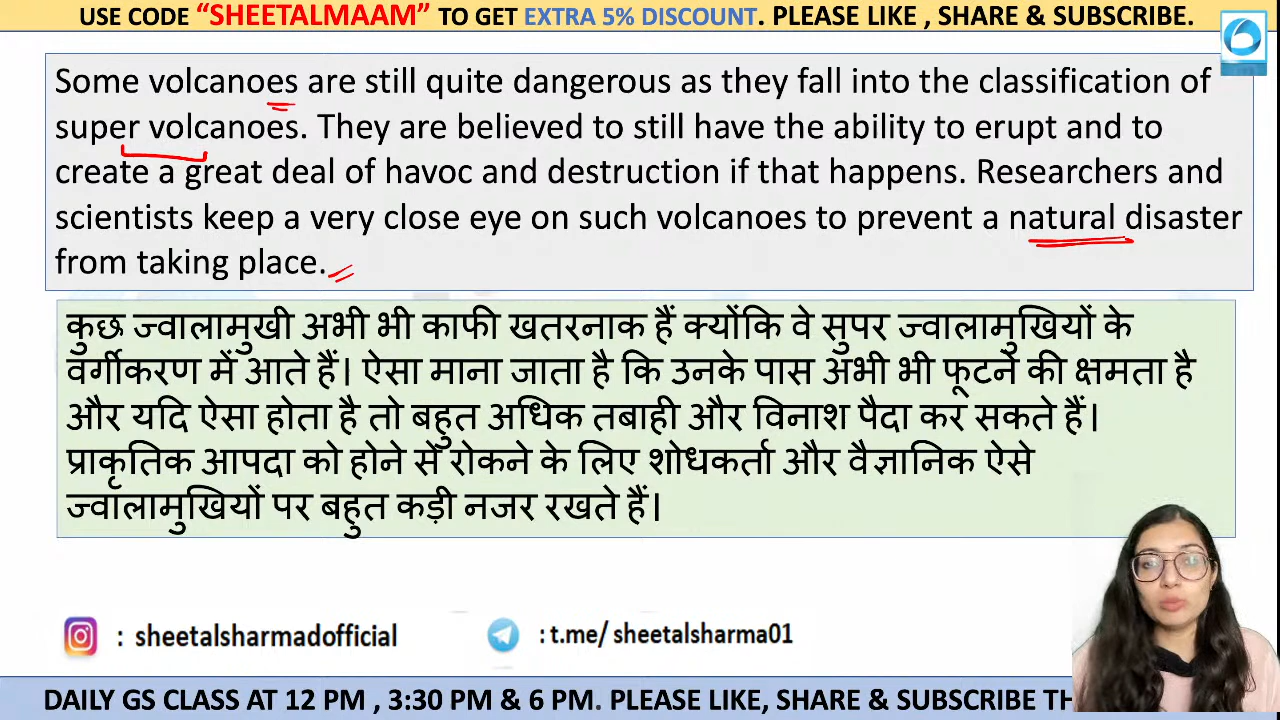 USE CODE “SHEETALMAAM” TO GET EXTRA 5% DISCOUNT. PLEASE LIKE , SHARE & SUBSCRIBE.
Some volcanoes are still quite dangerous as they fall into the classification of
super volcanoes. They are believed to still have the ability to erupt and to
create a great deal of havoc and destruction if that happens. Researchers and
scientists keep a very close eye on such volcanoes to prevent a natural disaster
from taking place.
कुछ ज्वालामुखी अभी भी काफी खतरनाक हैं क्योंकि वे सुपर ज्वालामुखियों के
वर्गीकरण में आते हैं। ऐसा माना जाता है कि उनके पास अभी भी फूटने की क्षमता है
और यदि ऐसा होता है तो बहुत अधिक तबाही और विनाश पैदा कर सकते हैं।
प्राकृतिक आपदा को होने से रोकने के लिए शोधकर्ता और वैज्ञानिक ऐसे
ज्वालामुखियों पर बहुत कड़ी नजर रखते हैं।
: sheetalsharmadofficial
: t.me/ sheetalsharma01
DAILY GS CLASS AT 12 PM , 3:30 PM & 6 PM. PLEASE LIKE, SHARE & SUBSCRIBE TH